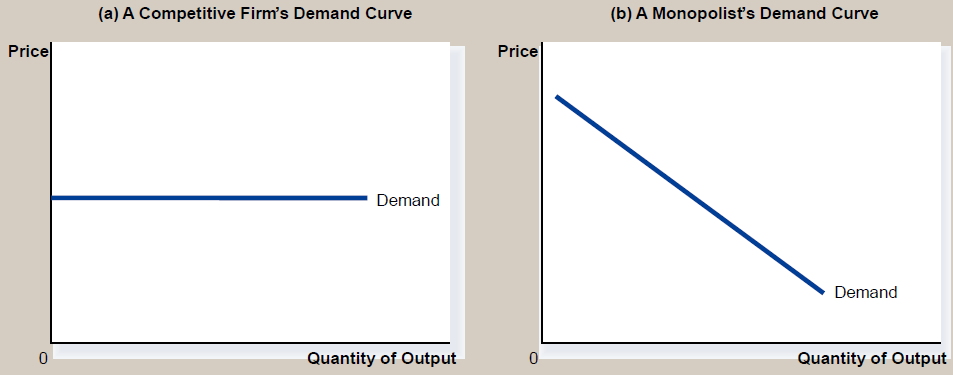 (a) A Competitive Firm’s Demand Curve
Price
Demand
0
Quantity of Output
(b) A Monopolist’s Demand Curve
Price
Demand
0
Quantity of Output